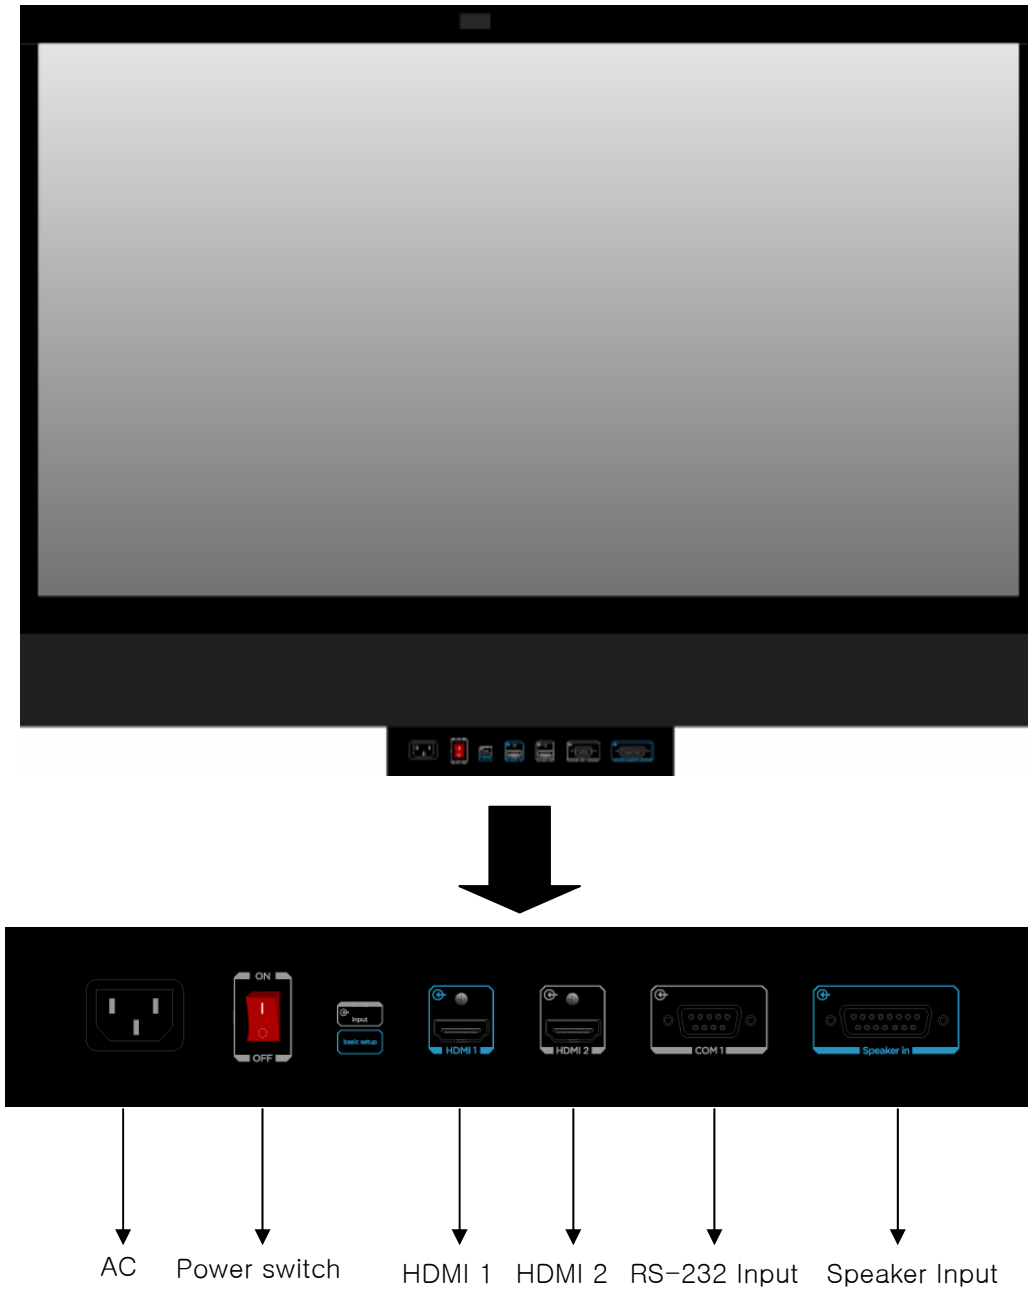 ON
OFF
Input
basic setup
HDMI 1
HDMI 2
COM 1
Speaker in
AC
Power switch
HDMI 1
HDMI 2
RS-232 Input
Speaker Input